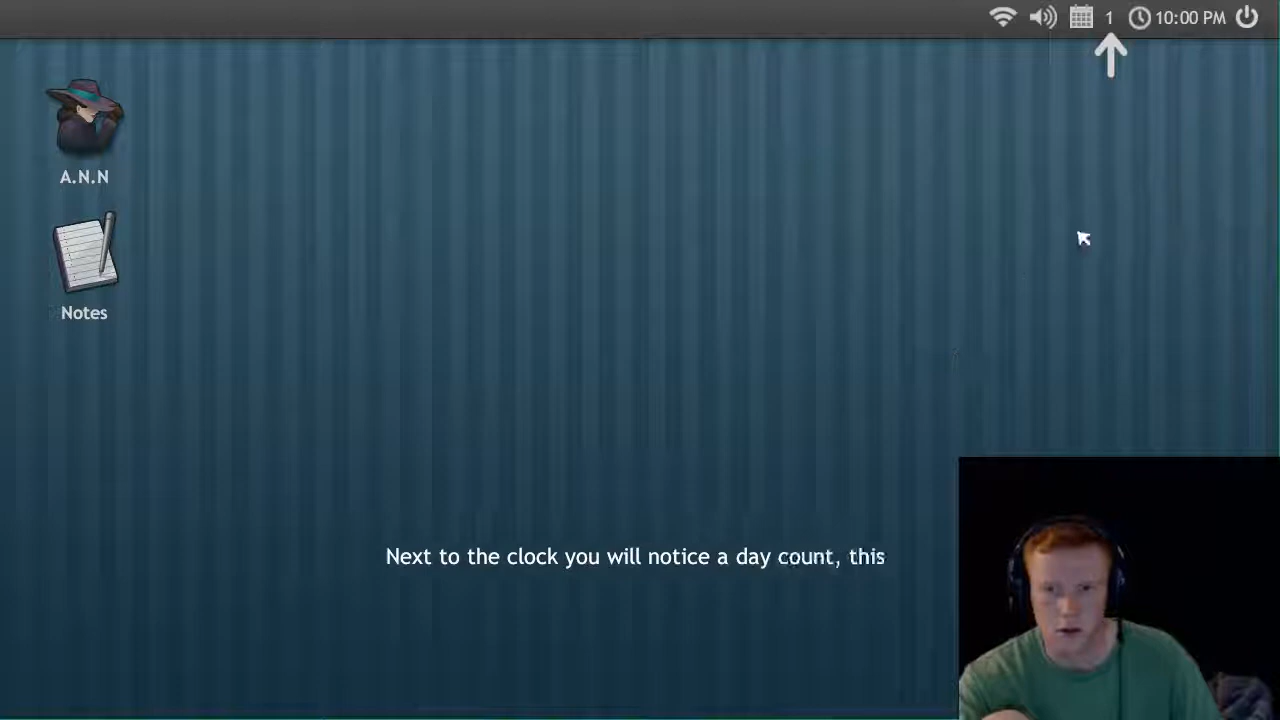 1 10:00 PM
A.N.N
Notes
Next to the clock you will notice a day count, this